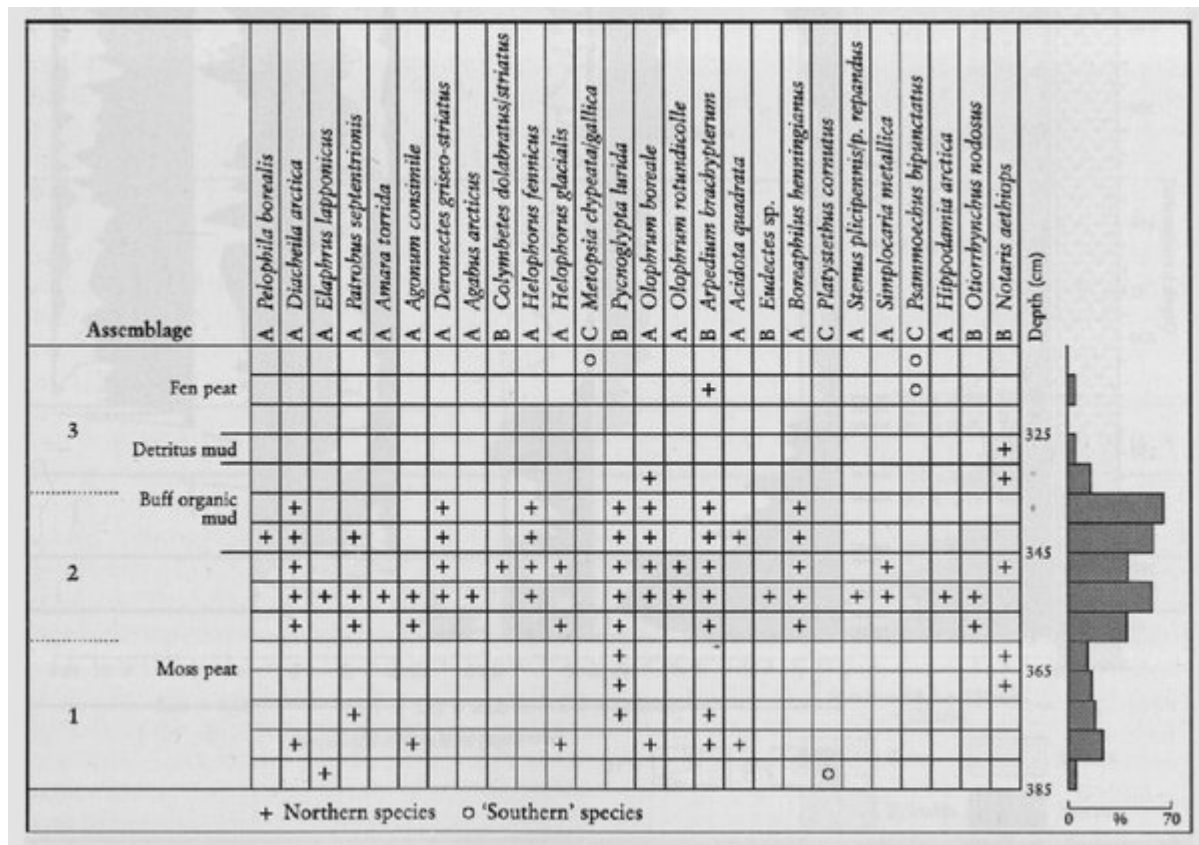 A Pelophila borealis
A Diacheila arctica
A Elaphrus lapponicus
A Patrobus septentrionis
A Amara torrida
A Agonum consimile
A Deronectes griseo-striatus
A Agabus arcticus
B Colymbetes dolabratus/striatus
A Helophorus fennicus
A Helophorus glacialis
C Metopsia clypeata/gallica
B Pycnoglypta lurida
A Olophrum boreale
A Olophrum rotundicolle
B Arpedium brachypterum
A Acidota quadrata
B Eudectes sp.
A Boreaphilus henningianus
C Platystethus cornutus
A Stenus plicipennis/p. repandus
A Simplocaria metallica
C Psammoechus bipunctatus
A Hippodamia arctica
B Otiorrhynchus nodosus
B Notaris aethiops
Depth (cm)
Assemblage
Fen peat
3
325
Detritus mud
Buff organic
mud
345
2
Moss peat
365
1
385
+ Northern species o 'Southern' species
0 % 70